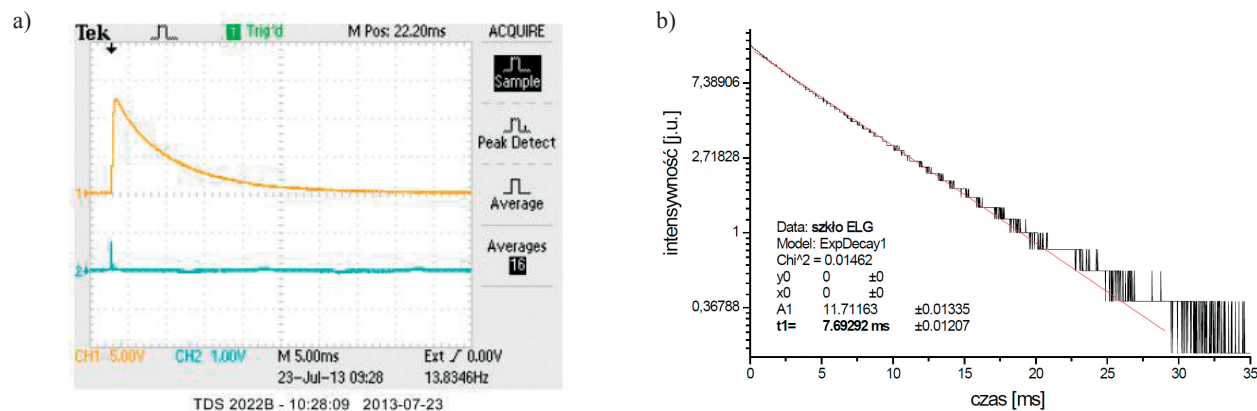 a)
Tek T Trig'd M Pos: 22.20ms ACQUIRE
Sample
Peak Detect
Average
Averages
16
1
2
CH1 5.00V CH2 1.00V M 5.00ms Ext 0.00V
23-Jul-13 09:28 13.8346Hz
TDS 2022B - 10:28:09 2013-07-23
b)
intensywność [j.u.]
7,38906
2,71828
1
0,36788
Data: szkło ELG
Model: ExpDecay1
Chi^2 = 0.01462
y0 0 ±0
x0 0 ±0
A1 11.71163 ±0.01335
t1= 7.69292 ms ±0.01207
0 5 10 15 20 25 30 35
czas [ms]